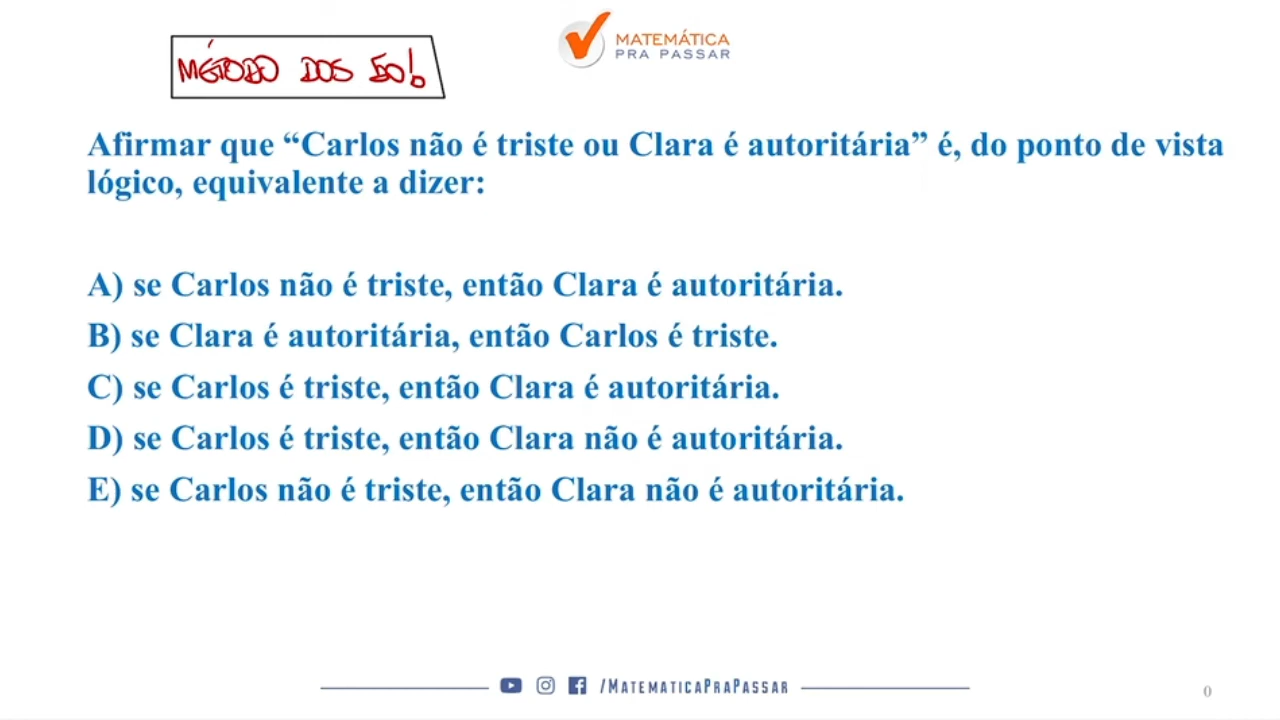 MATEMÁTICA
PRA PASSAR
MÉTODO DOS 50!
Afirmar que “Carlos não é triste ou Clara é autoritária” é, do ponto de vista
lógico, equivalente a dizer:
A) se Carlos não é triste, então Clara é autoritária.
B) se Clara é autoritária, então Carlos é triste.
C) se Carlos é triste, então Clara é autoritária.
D) se Carlos é triste, então Clara não é autoritária.
E) se Carlos não é triste, então Clara não é autoritária.
/MATEMATICAPRAPASSAR
0